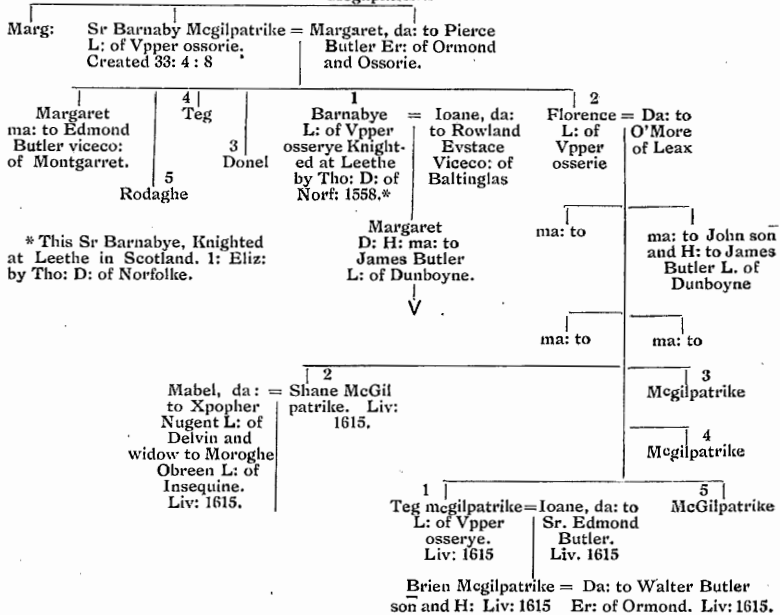 Marg:
Sr Barnaby Mcgilpatrike = Margaret, da: to Pierce
L: of Vpper ossorie. Butler Er: of Ormond
Created 33: 4: 8 and Ossorie.
Margaret
ma: to Edmond
Butler viceco:
of Montgarret.
5
Rodaghe
4
Teg
3
Donel
1
Barnabye = Ioane, da:
L: of Vpper to Rowland
osserye Knight- Evstace
ed at Leethe Viceco: of
by Tho: D: of Baltinglas
Norf: 1558.*
2
Florence = Da: to
L: of O'More
Vpper of Leax
osserie
* This Sr Barnabye, Knighted
at Leethe in Scotland. 1: Eliz:
by Tho: D: of Norfolke.
Margaret
D: H: ma: to
James Butler
L: of Dunboyne.
ma: to
ma: to John son̄
and H: to James
Butler L. of
Dunboyne
ma: to
ma: to
2
Mabel, da: = Shane McGil
to Xpopher patrike. Liv:
Nugent L: of 1615.
Delvin and
widow to Moroghe
Obreen L: of
Insequine.
Liv: 1615.
3
Mcgilpatrike
4
Mcgilpatrike
1
Teg mcgilpatrike=Ioane, da: to
L: of Vpper Sr. Edmond
osserye. Butler.
Liv: 1615 Liv. 1615
5
McGilpatrike
Brien Mcgilpatrike = Da: to Walter Butler
son̄ and H: Liv: 1615 Er: of Ormond. Liv: 1615.